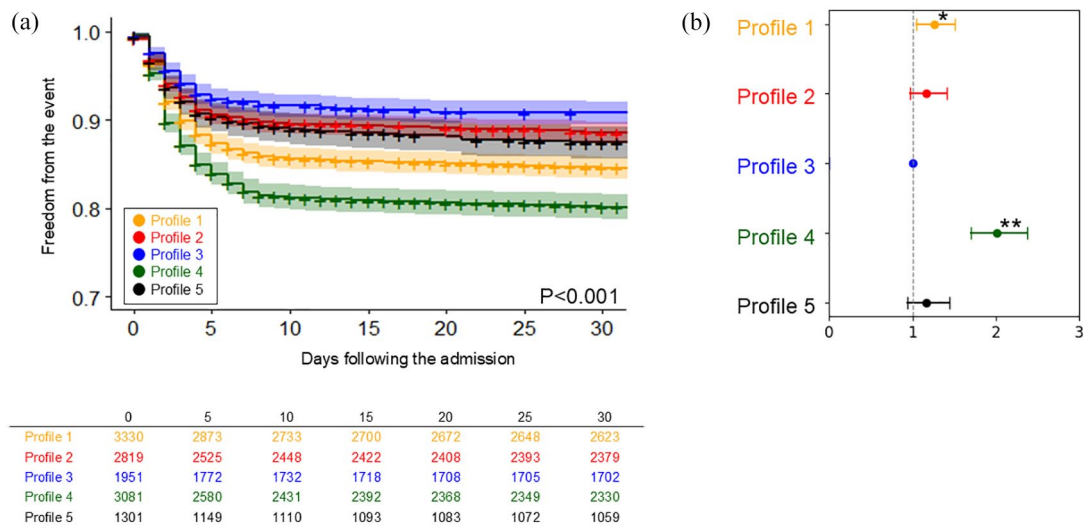 (a)
1.0
0.9
0.8
0.7
Freedom from the event
Profile 1
Profile 2
Profile 3
Profile 4
Profile 5
P<0.001
0 5 10 15 20 25 30
Days following the admission
0 5 10 15 20 25 30
Profile 1 3330 2873 2733 2700 2672 2648 2623
Profile 2 2819 2525 2448 2422 2408 2393 2379
Profile 3 1951 1772 1732 1718 1708 1705 1702
Profile 4 3081 2580 2431 2392 2368 2349 2330
Profile 5 1301 1149 1110 1093 1083 1072 1059
(b)
Profile 1 *
Profile 2
Profile 3
Profile 4 **
Profile 5
0 1 2 3